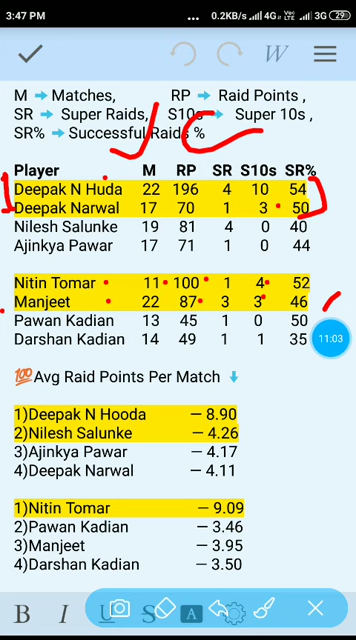 3:47 PM 0.2KB/s 4G Vo LTE 3G 29
W
M ➔ Matches, RP ➔ Raid Points ,
SR ➔ Super Raids, S10s ➔ Super 10s ,
SR% ➔ Successful Raids %
Player M RP SR S10s SR%
Deepak N Huda 22 196 4 10 54
Deepak Narwal 17 70 1 3 50
Nilesh Salunke 19 81 4 0 40
Ajinkya Pawar 17 71 1 0 44
Nitin Tomar 11 100 1 4 52
Manjeet 22 87 3 3 46
Pawan Kadian 13 45 1 0 50
Darshan Kadian 14 49 1 1 35
11:03
💯Avg Raid Points Per Match ⬇
1)Deepak N Hooda – 8.90
2)Nilesh Salunke – 4.26
3)Ajinkya Pawar – 4.17
4)Deepak Narwal – 4.11
1)Nitin Tomar – 9.09
2)Pawan Kadian – 3.46
3)Manjeet – 3.95
4)Darshan Kadian – 3.50
B I U S A